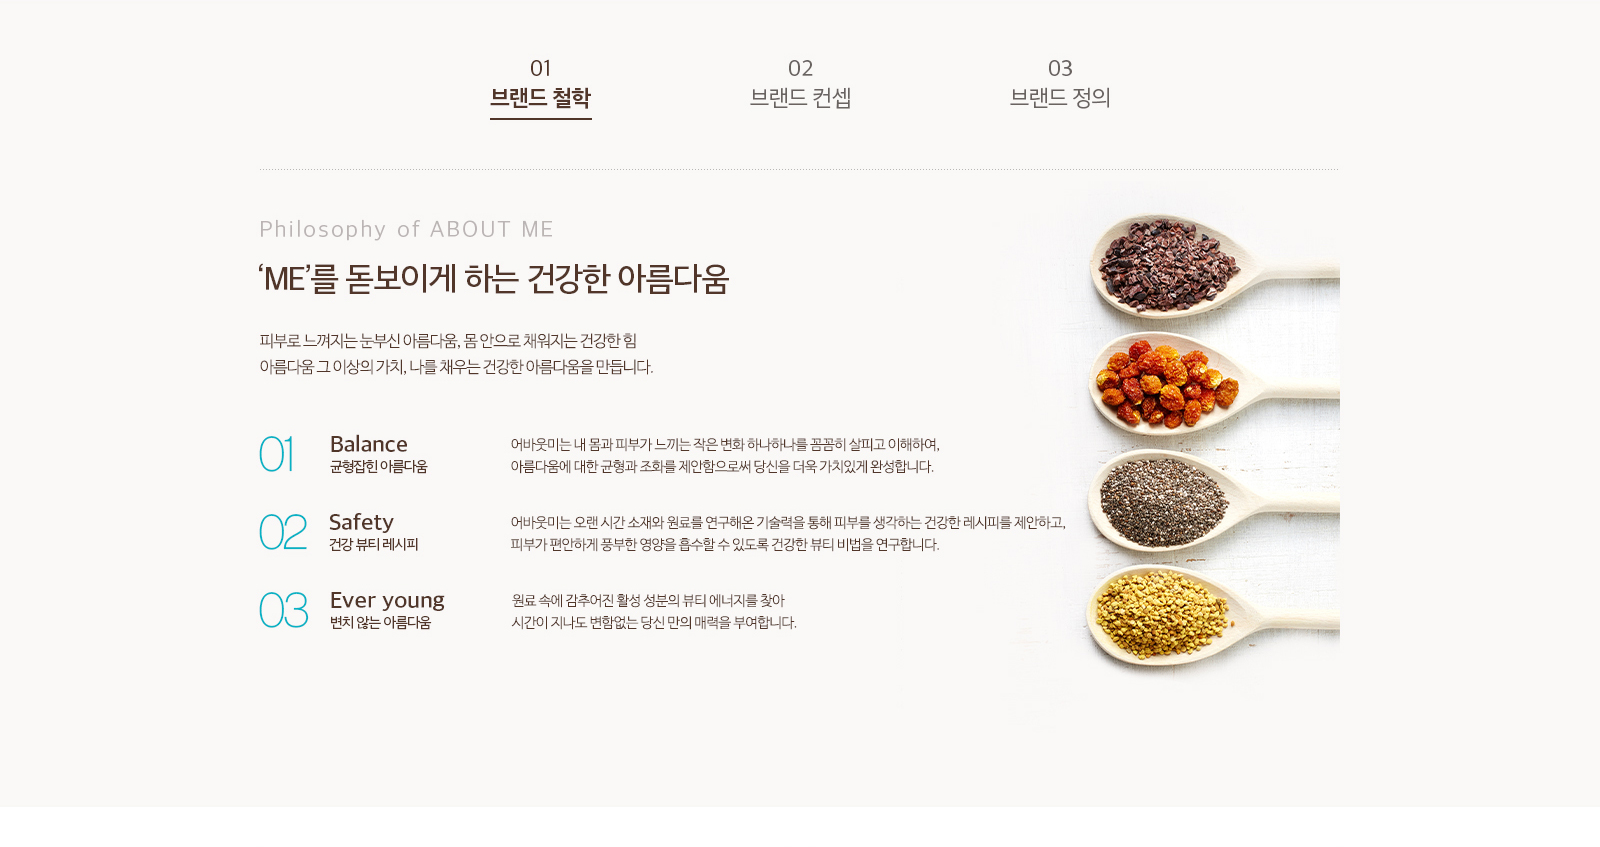 01
브랜드 철학
02
브랜드 컨셉
03
브랜드 정의
Philosophy of ABOUT ME
‘ME’를 돋보이게 하는 건강한 아름다움
피부로 느껴지는 눈부신 아름다움, 몸 안으로 채워지는 건강한 힘
아름다움 그 이상의 가치, 나를 채우는 건강한 아름다움을 만듭니다.
01
Balance
균형잡힌 아름다움
어바웃미는 내 몸과 피부가 느끼는 작은 변화 하나하나를 꼼꼼히 살피고 이해하여,
아름다움에 대한 균형과 조화를 제안함으로써 당신을 더욱 가치있게 완성합니다.
02
Safety
건강 뷰티 레시피
어바웃미는 오랜 시간 소재와 원료를 연구해온 기술력을 통해 피부를 생각하는 건강한 레시피를 제안하고,
피부가 편안하게 풍부한 영양을 흡수할 수 있도록 건강한 뷰티 비법을 연구합니다.
03
Ever young
변치 않는 아름다움
원료 속에 감추어진 활성 성분의 뷰티 에너지를 찾아
시간이 지나도 변함없는 당신 만의 매력을 부여합니다.